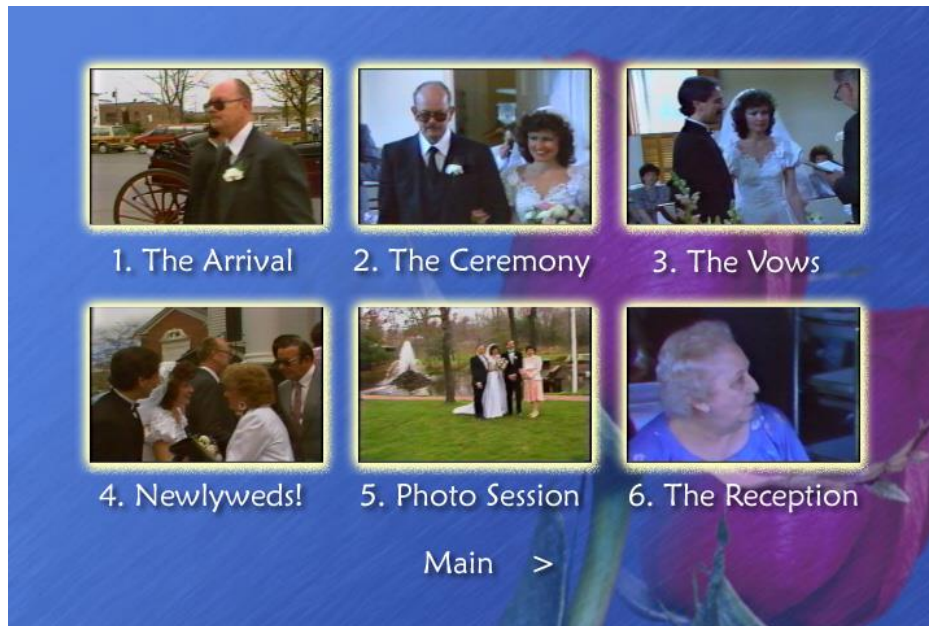 1. The Arrival
2. The Ceremony
3. The Vows
4. Newlyweds!
5. Photo Session
6. The Reception
Main >